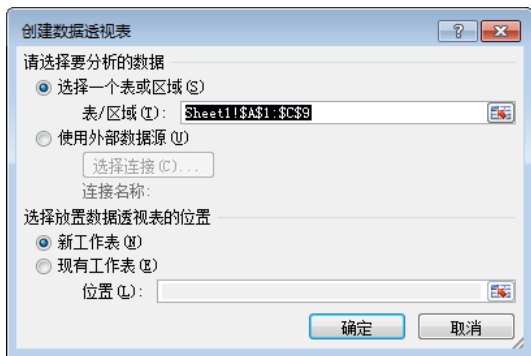 创建数据透视表
请选择要分析的数据
选择一个表或区域(S)
表/区域(T): Sheet1!$A$1:$C$9
使用外部数据源(U)
选择连接(C)...
连接名称:
选择放置数据透视表的位置
新工作表(N)
现有工作表(E)
位置(L):
确定 取消